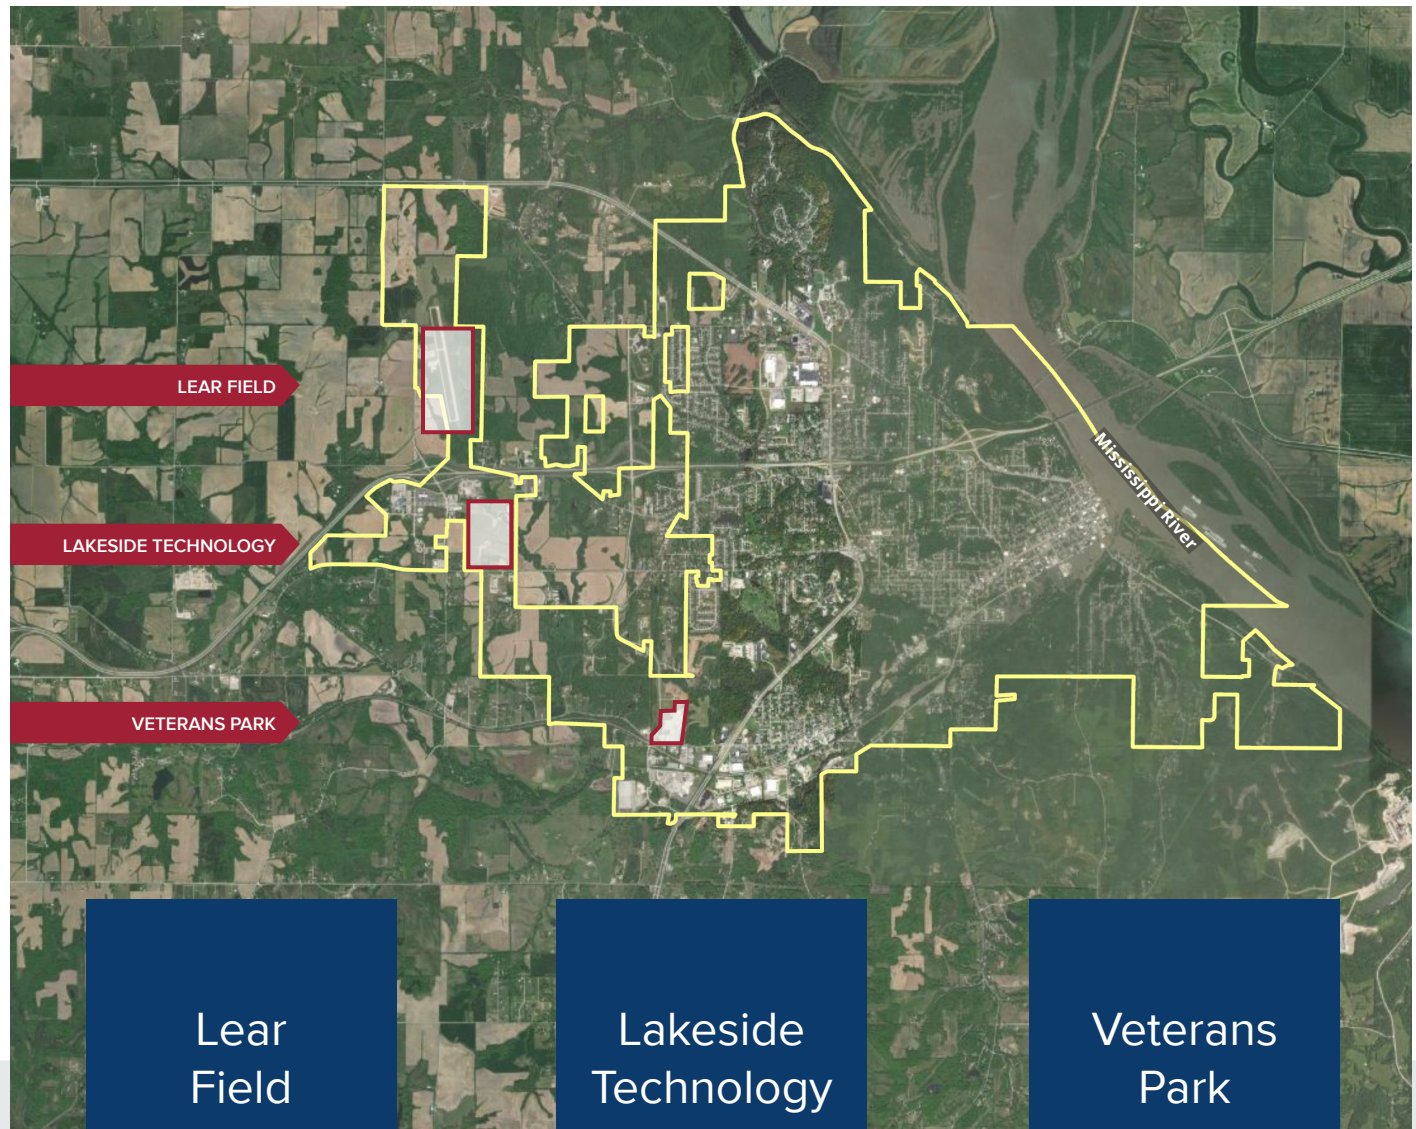 LEAR FIELD
LAKESIDE TECHNOLOGY
VETERANS PARK
Mississippi River
Lear
Field
Lakeside
Technology
Veterans
Park